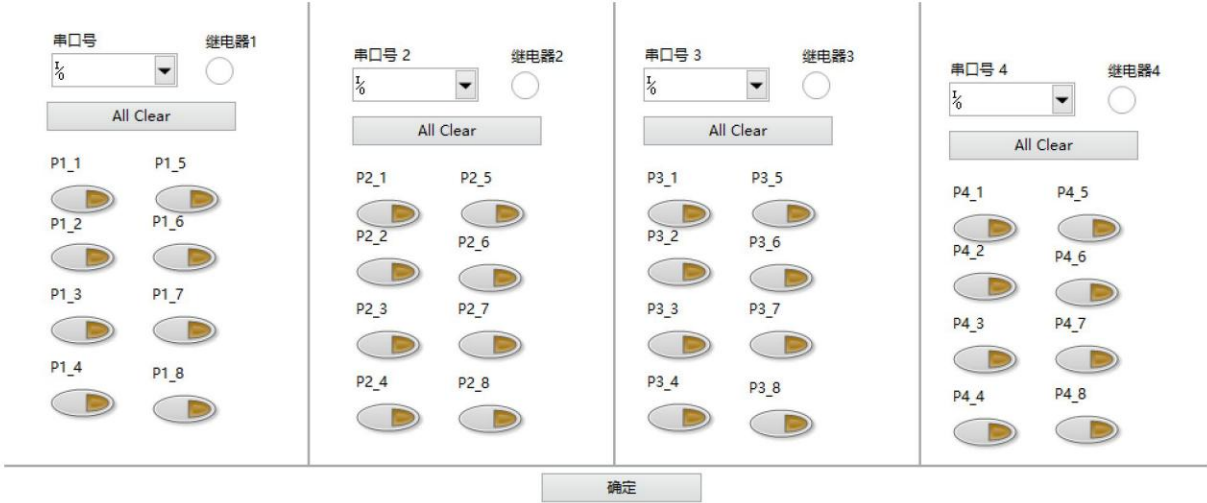 串口号 继电器1
I/O
All Clear
P1_1 P1_5
P1_2 P1_6
P1_3 P1_7
P1_4 P1_8
串口号 2 继电器2
I/O
All Clear
P2_1 P2_5
P2_2 P2_6
P2_3 P2_7
P2_4 P2_8
串口号 3 继电器3
I/O
All Clear
P3_1 P3_5
P3_2 P3_6
P3_3 P3_7
P3_4 P3_8
串口号 4 继电器4
I/O
All Clear
P4_1 P4_5
P4_2 P4_6
P4_3 P4_7
P4_4 P4_8
确定